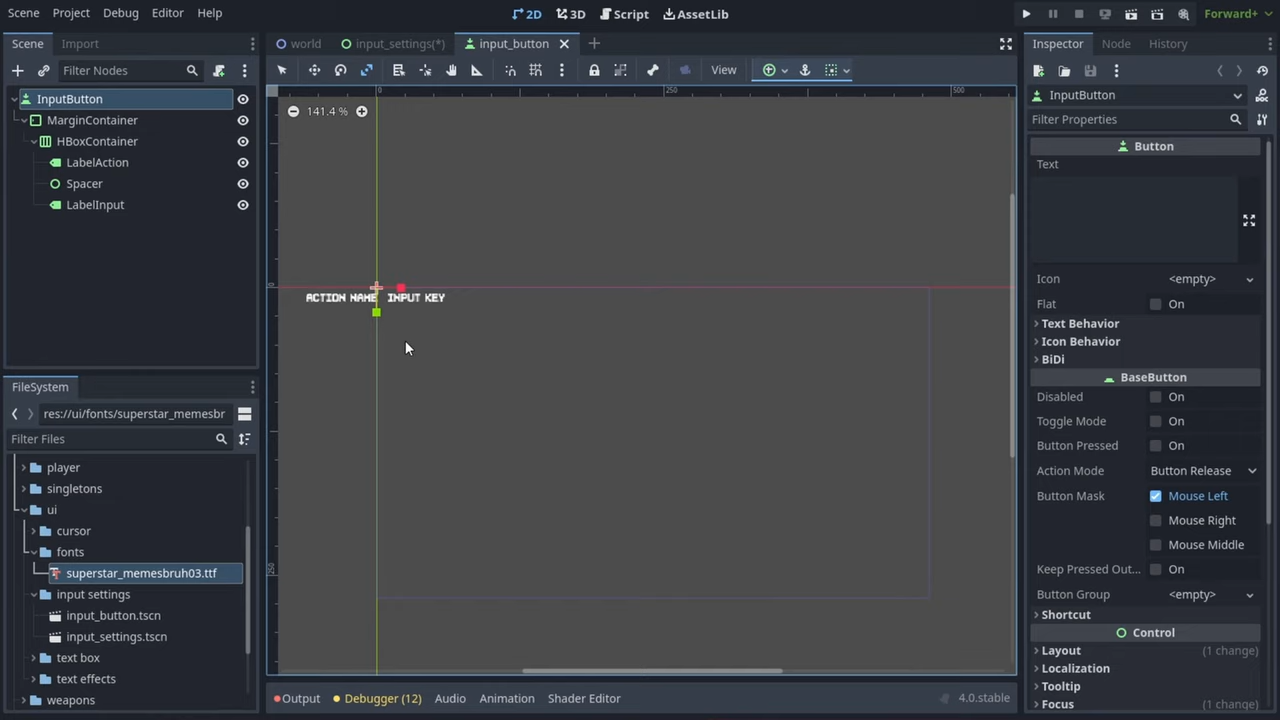 Scene Project Debug Editor Help
2D 3D Script AssetLib
Forward+
Scene Import
world input_settings(*) input_button
Inspector Node History
Filter Nodes
View
InputButton
MarginContainer
HBoxContainer
LabelAction
Spacer
LabelInput
0 250 500
141.4 %
0
250
ACTION NAME INPUT KEY
FileSystem
res://ui/fonts/superstar_memesbr
Filter Files
player
singletons
ui
cursor
fonts
superstar_memesbruh03.ttf
input settings
input_button.tscn
input_settings.tscn
text box
text effects
weapons
Output Debugger (12) Audio Animation Shader Editor 4.0.stable
InputButton
Filter Properties
Button
Text
Icon <empty>
Flat On
Text Behavior
Icon Behavior
BiDi
BaseButton
Disabled On
Toggle Mode On
Button Pressed On
Action Mode Button Release
Button Mask Mouse Left
Mouse Right
Mouse Middle
Keep Pressed Out... On
Button Group <empty>
Shortcut
Control
Layout (1 change)
Localization
Tooltip
Focus (1 change)